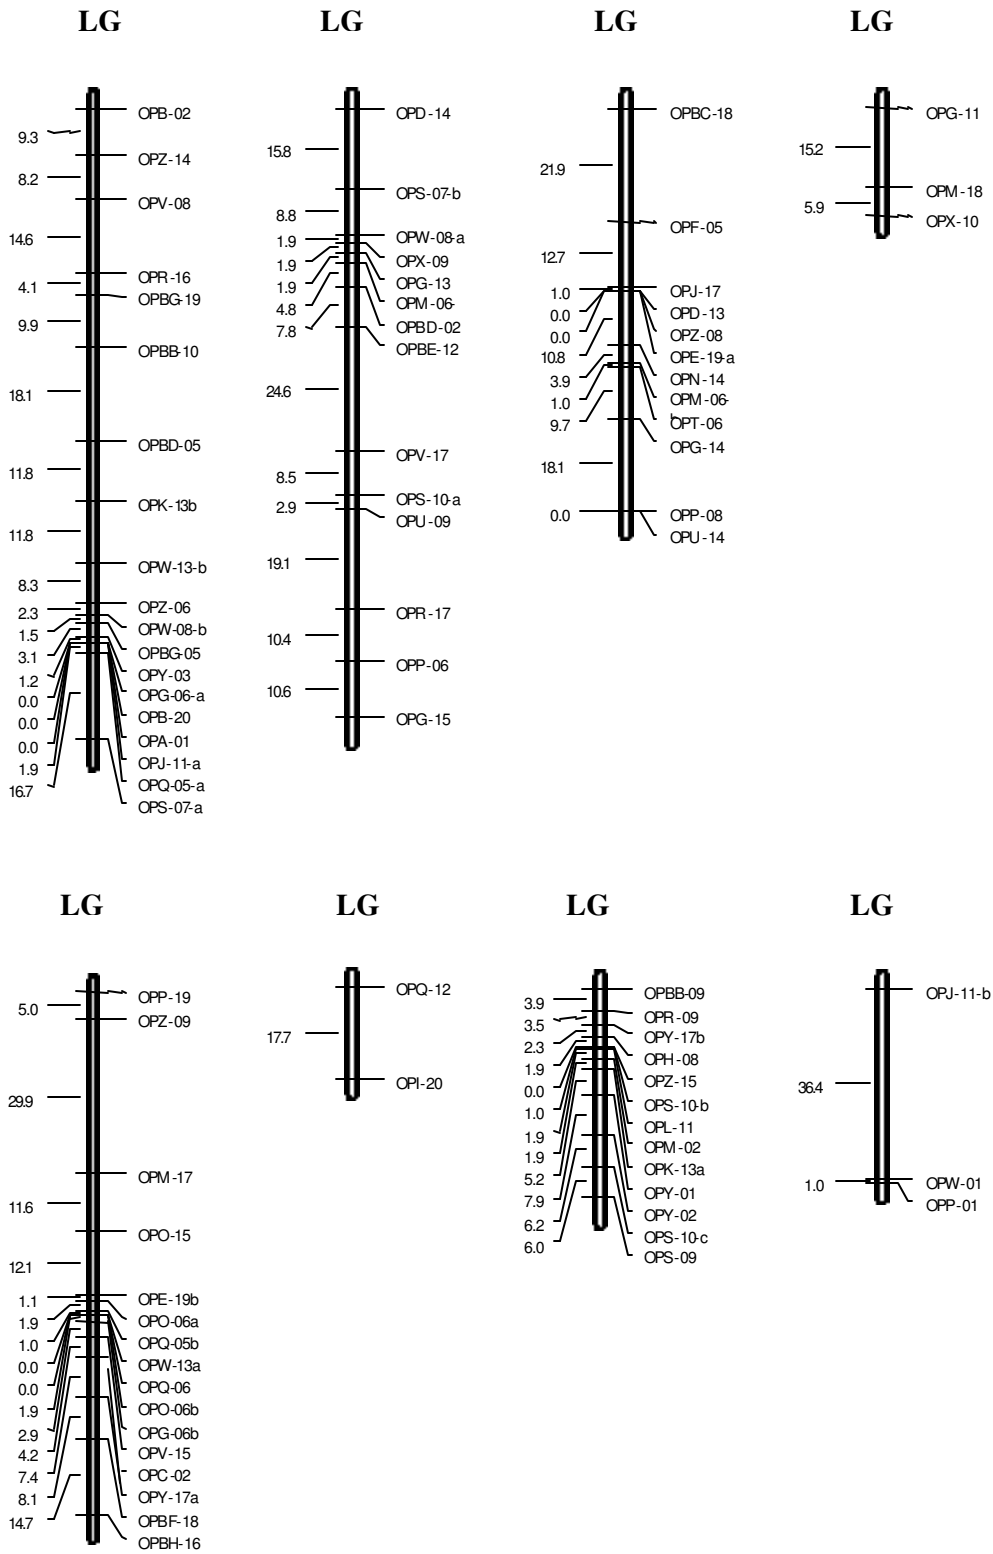 LG
9.3
8.2
14.6
4.1
9.9
18.1
11.8
11.8
8.3
2.3
1.5
3.1
1.2
0.0
0.0
0.0
1.9
16.7
OPB-02
OPZ-14
OPV-08
OPR-16
OPBG-19
OPBB-10
OPBD-05
OPK-13b
OPW-13-b
OPZ-06
OPW-08-b
OPBG-05
OPY-03
OPG-06-a
OPB-20
OPA-01
OPJ-11-a
OPQ-05-a
OPS-07-a
LG
15.8
8.8
1.9
1.9
1.9
4.8
7.8
24.6
8.5
2.9
19.1
10.4
10.6
OPD-14
OPS-07-b
OPW-08-a
OPX-09
OPG-13
OPM-06-
OPBD-02
OPBE-12
OPV-17
OPS-10-a
OPU-09
OPR-17
OPP-06
OPG-15
LG
21.9
12.7
1.0
0.0
0.0
10.8
3.9
1.0
9.7
18.1
0.0
OPBC-18
OPF-05
OPJ-17
OPD-13
OPZ-08
OPE-19-a
OPN-14
OPM-06-
OPT-06
OPG-14
OPP-08
OPU-14
LG
15.2
5.9
OPG-11
OPM-18
OPX-10
LG
5.0
29.9
11.6
12.1
1.1
1.9
1.0
0.0
0.0
1.9
2.9
4.2
7.4
8.1
14.7
OPP-19
OPZ-09
OPM-17
OPO-15
OPE-19b
OPO-06a
OPQ-05b
OPW-13a
OPQ-06
OPO-06b
OPG-06b
OPV-15
OPC-02
OPY-17a
OPBF-18
OPBH-16
LG
17.7
OPQ-12
OPI-20
LG
3.9
3.5
2.3
1.9
0.0
1.0
1.9
1.9
5.2
7.9
6.2
6.0
OPBB-09
OPR-09
OPY-17b
OPH-08
OPZ-15
OPS-10-b
OPL-11
OPM-02
OPK-13a
OPY-01
OPY-02
OPS-10-c
OPS-09
LG
36.4
1.0
OPJ-11-b
OPW-01
OPP-01